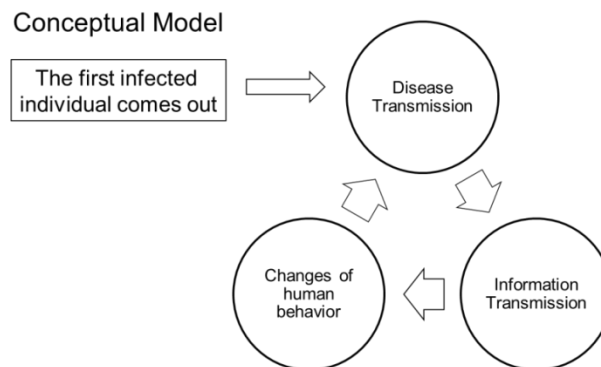 Conceptual Model
The first infected
individual comes out
Disease
Transmission
Changes of
human
behavior
Information
Transmission